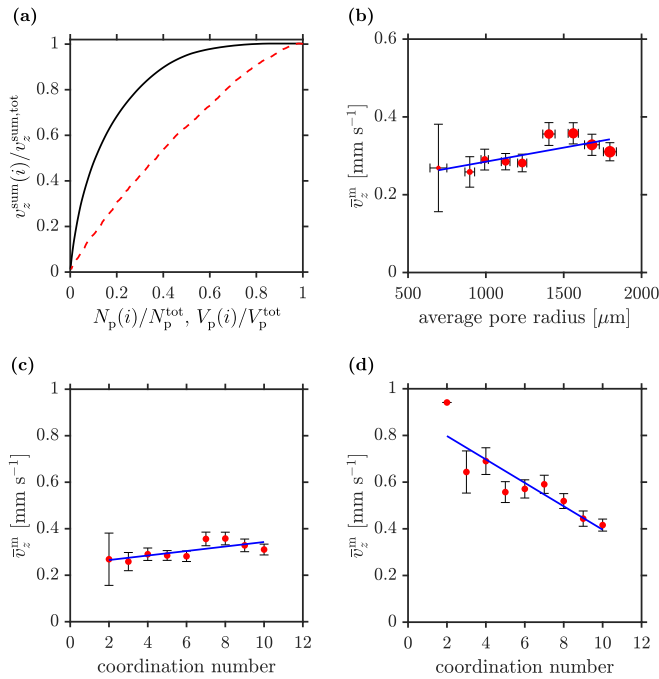 (a)
1
0.8
0.6
0.4
0.2
0
0 0.2 0.4 0.6 0.8 1
v_z^sum(i)/v_z^sum,tot
N_p(i)/N_p^tot, V_p(i)/V_p^tot
(b)
0.6
0.4
0.2
0
500 1000 1500 2000
v̄_z^m [mm s⁻¹]
average pore radius [μm]
(c)
1
0.8
0.6
0.4
0.2
0
0 2 4 6 8 10 12
v̄_z^m [mm s⁻¹]
coordination number
(d)
1
0.8
0.6
0.4
0.2
0
0 2 4 6 8 10 12
v̄_z^m [mm s⁻¹]
coordination number